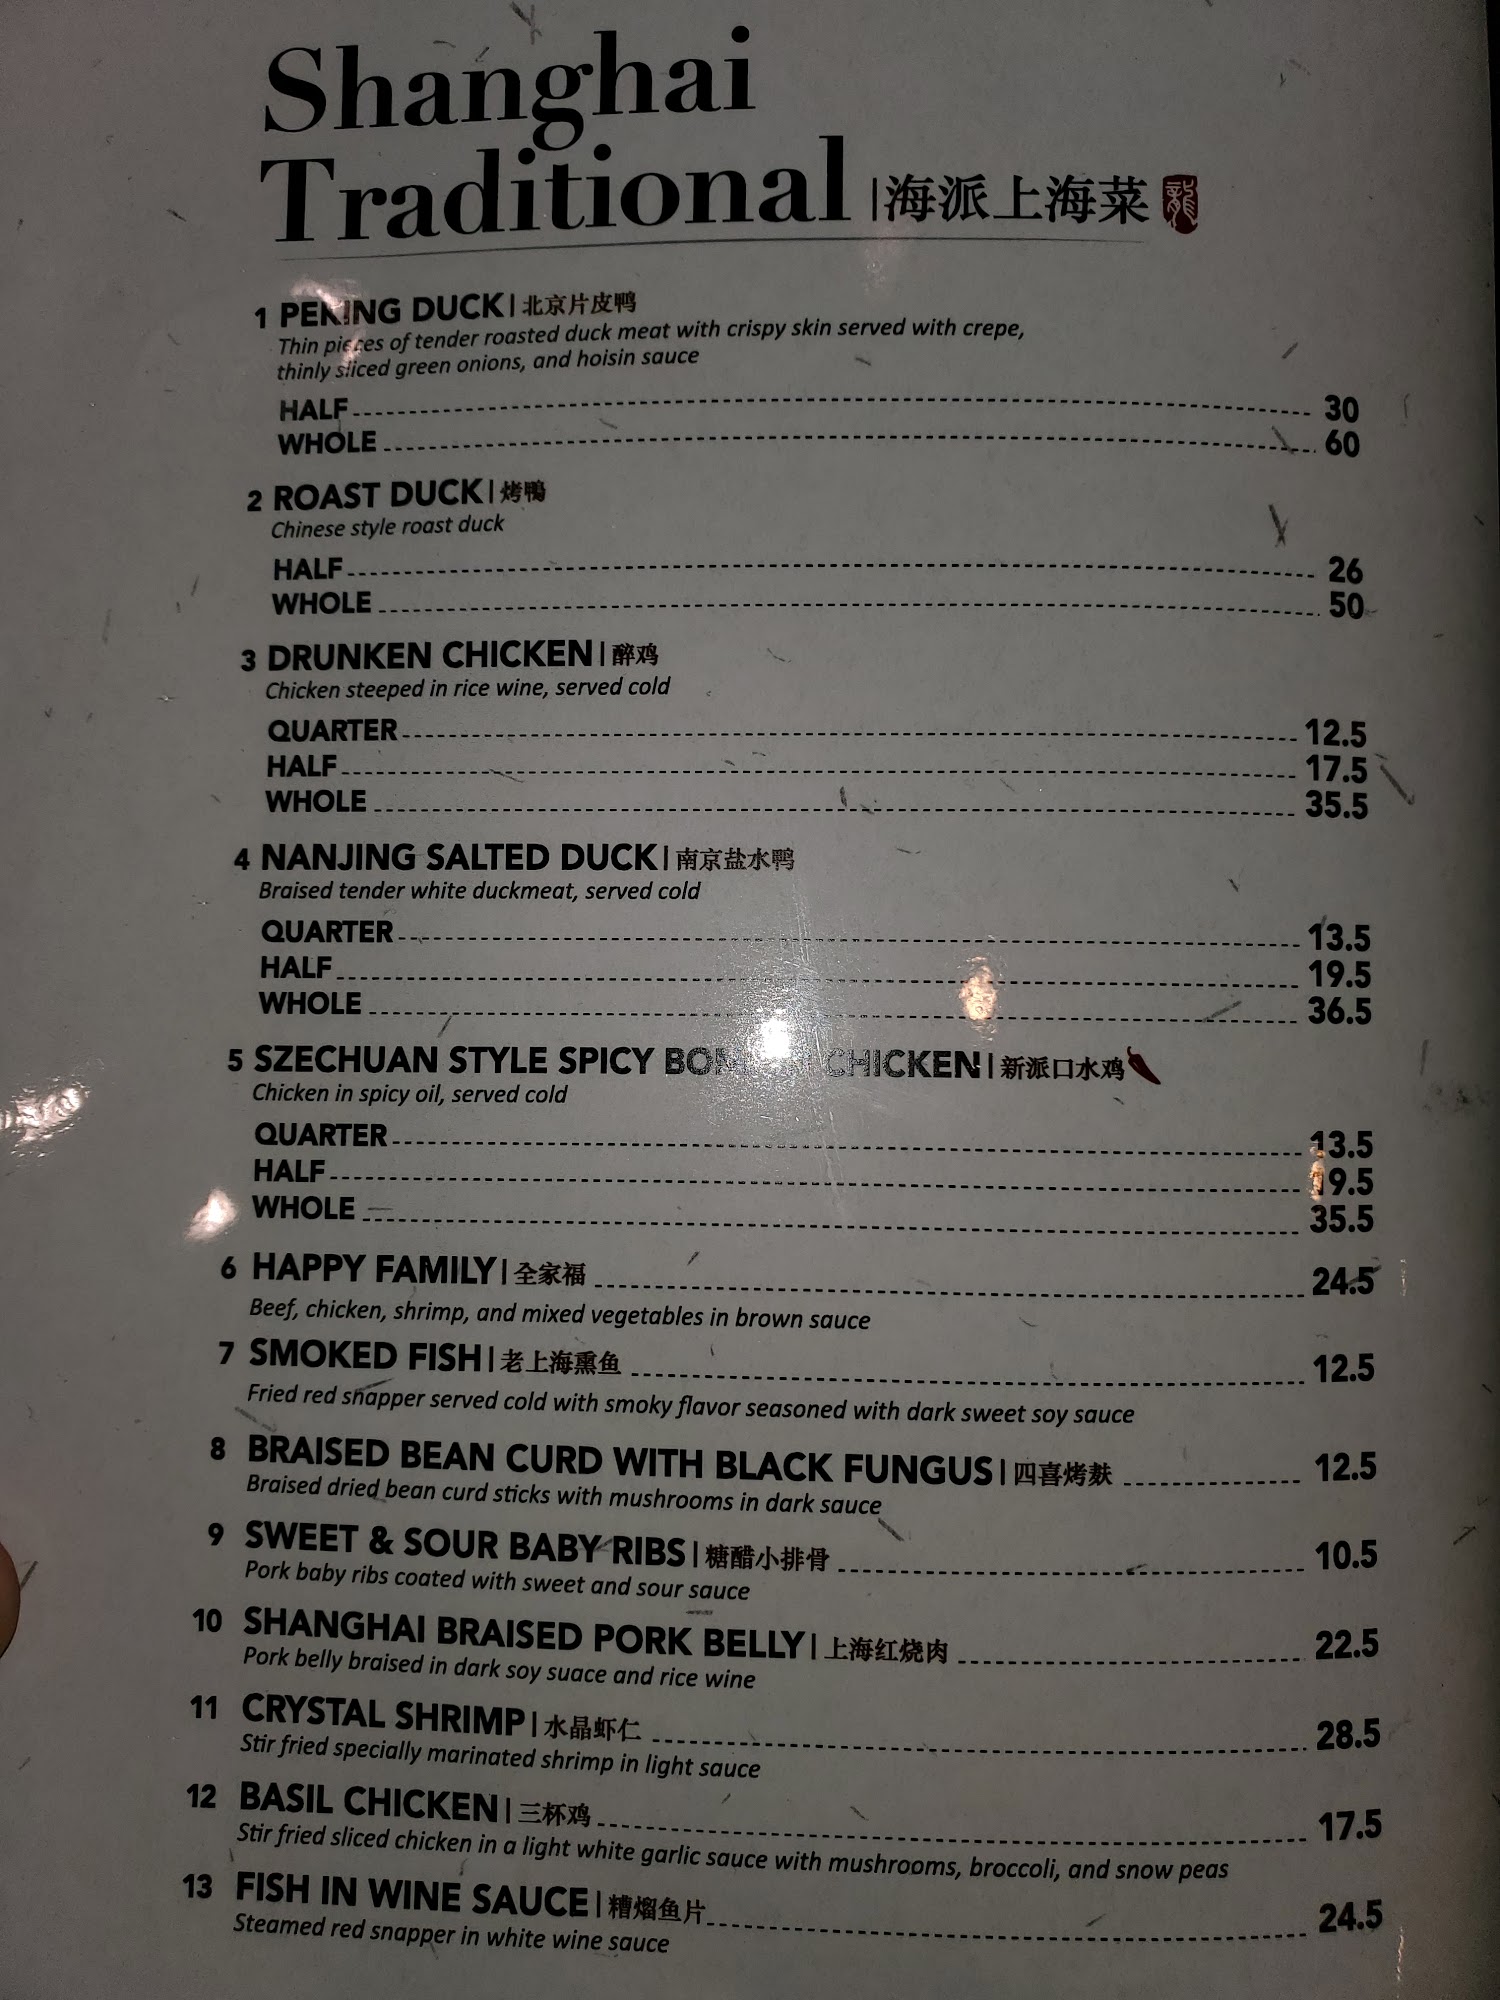 Shanghai
Traditional | 海派上海菜 龍
1 PEKING DUCK | 北京片皮鸭
Thin pieces of tender roasted duck meat with crispy skin served with crepe,
thinly sliced green onions, and hoisin sauce
HALF 30
WHOLE 60
2 ROAST DUCK | 烤鴨
Chinese style roast duck
HALF 26
WHOLE 50
3 DRUNKEN CHICKEN | 醉鸡
Chicken steeped in rice wine, served cold
QUARTER 12.5
HALF 17.5
WHOLE 35.5
4 NANJING SALTED DUCK | 南京盐水鸭
Braised tender white duckmeat, served cold
QUARTER 13.5
HALF 19.5
WHOLE 36.5
5 SZECHUAN STYLE SPICY CHICKEN | 新派口水鸡
Chicken in spicy oil, served cold
QUARTER 13.5
HALF 19.5
WHOLE 35.5
6 HAPPY FAMILY | 全家福 24.5
Beef, chicken, shrimp, and mixed vegetables in brown sauce
7 SMOKED FISH | 老上海熏鱼 12.5
Fried red snapper served cold with smoky flavor seasoned with dark sweet soy sauce
8 BRAISED BEAN CURD WITH BLACK FUNGUS | 四喜烤麸 12.5
Braised dried bean curd sticks with mushrooms in dark sauce
9 SWEET & SOUR BABY RIBS | 糖醋小排骨 10.5
Pork baby ribs coated with sweet and sour sauce
10 SHANGHAI BRAISED PORK BELLY | 上海红烧肉 22.5
Pork belly braised in dark soy suace and rice wine
11 CRYSTAL SHRIMP | 水晶虾仁 28.5
Stir fried specially marinated shrimp in light sauce
12 BASIL CHICKEN | 三杯鸡 17.5
Stir fried sliced chicken in a light white garlic sauce with mushrooms, broccoli, and snow peas
13 FISH IN WINE SAUCE | 糟熘鱼片 24.5
Steamed red snapper in white wine sauce